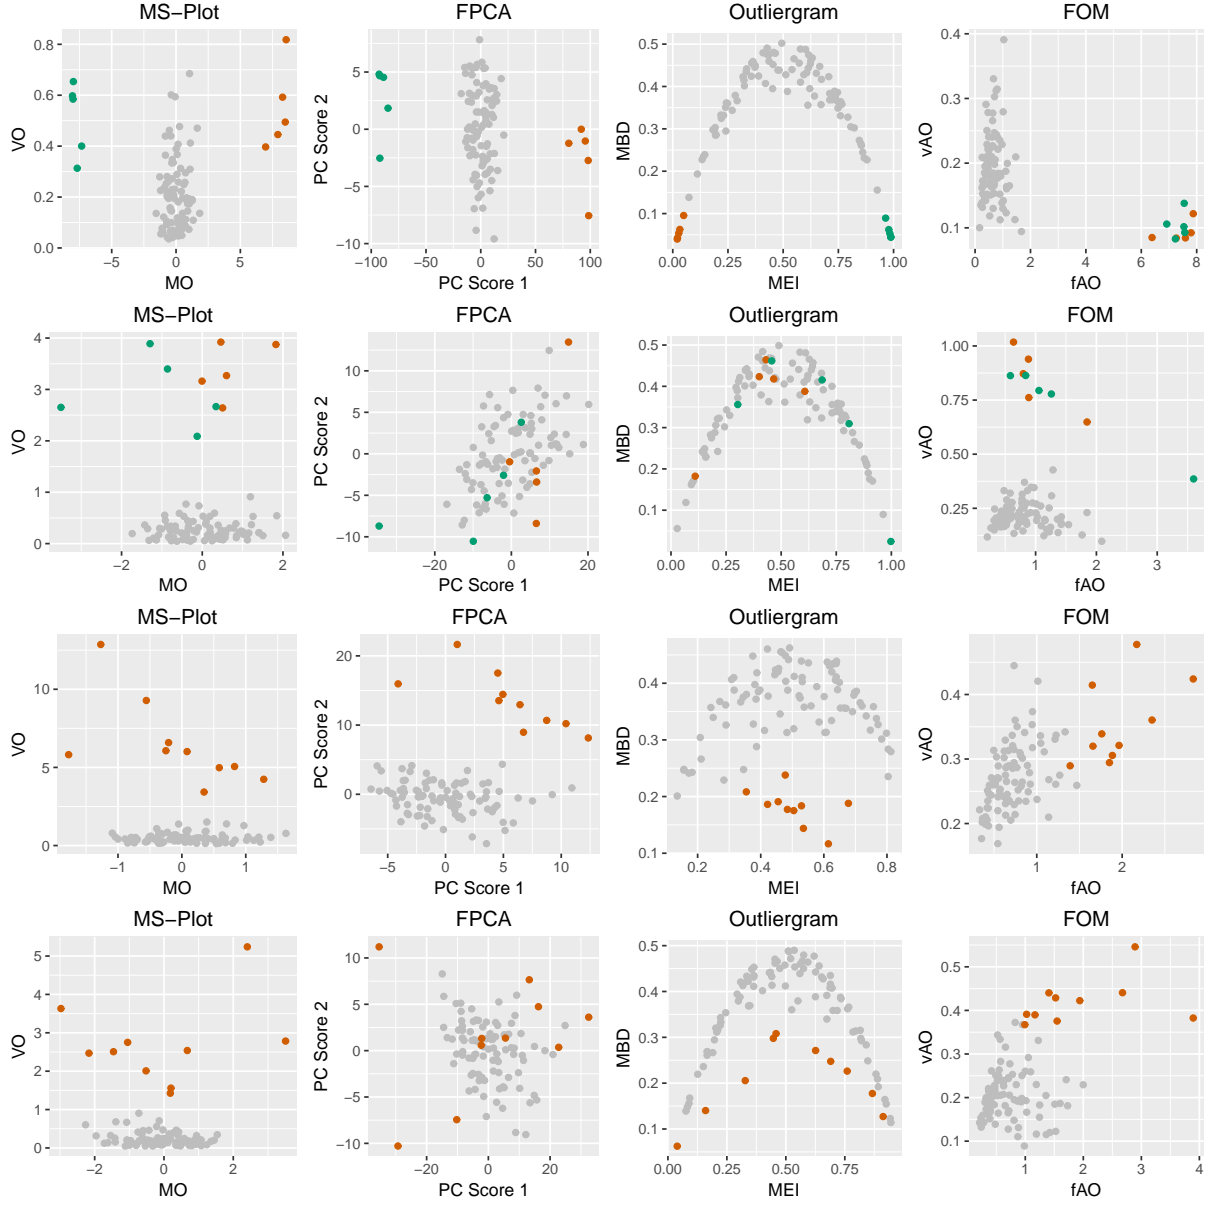 MS−Plot FPCA Outliergram FOM
VO
0.8
0.6
0.4
0.2
0.0
−5 0 5
MO
PC Score 2
5
0
−5
−10
−100 −50 0 50 100
PC Score 1
MBD
0.5
0.4
0.3
0.2
0.1
0.00 0.25 0.50 0.75 1.00
MEI
vAO
0.4
0.3
0.2
0.1
0 2 4 6 8
fAO
MS−Plot FPCA Outliergram FOM
VO
4
3
2
1
0
−2 0 2
MO
PC Score 2
10
5
0
−5
−10
−20 0 20
PC Score 1
MBD
0.5
0.4
0.3
0.2
0.1
0.00 0.25 0.50 0.75 1.00
MEI
vAO
1.00
0.75
0.50
0.25
1 2 3
fAO
MS−Plot FPCA Outliergram FOM
VO
10
5
0
−1 0 1
MO
PC Score 2
20
10
0
−5 0 5 10
PC Score 1
MBD
0.4
0.3
0.2
0.1
0.2 0.4 0.6 0.8
MEI
vAO
0.4
0.3
0.2
1 2
fAO
MS−Plot FPCA Outliergram FOM
VO
5
4
3
2
1
0
−2 0 2
MO
PC Score 2
10
5
0
−5
−10
−20 0 20
PC Score 1
MBD
0.5
0.4
0.3
0.2
0.1
0.00 0.25 0.50 0.75
MEI
vAO
0.5
0.4
0.3
0.2
0.1
0 1 2 3 4
fAO